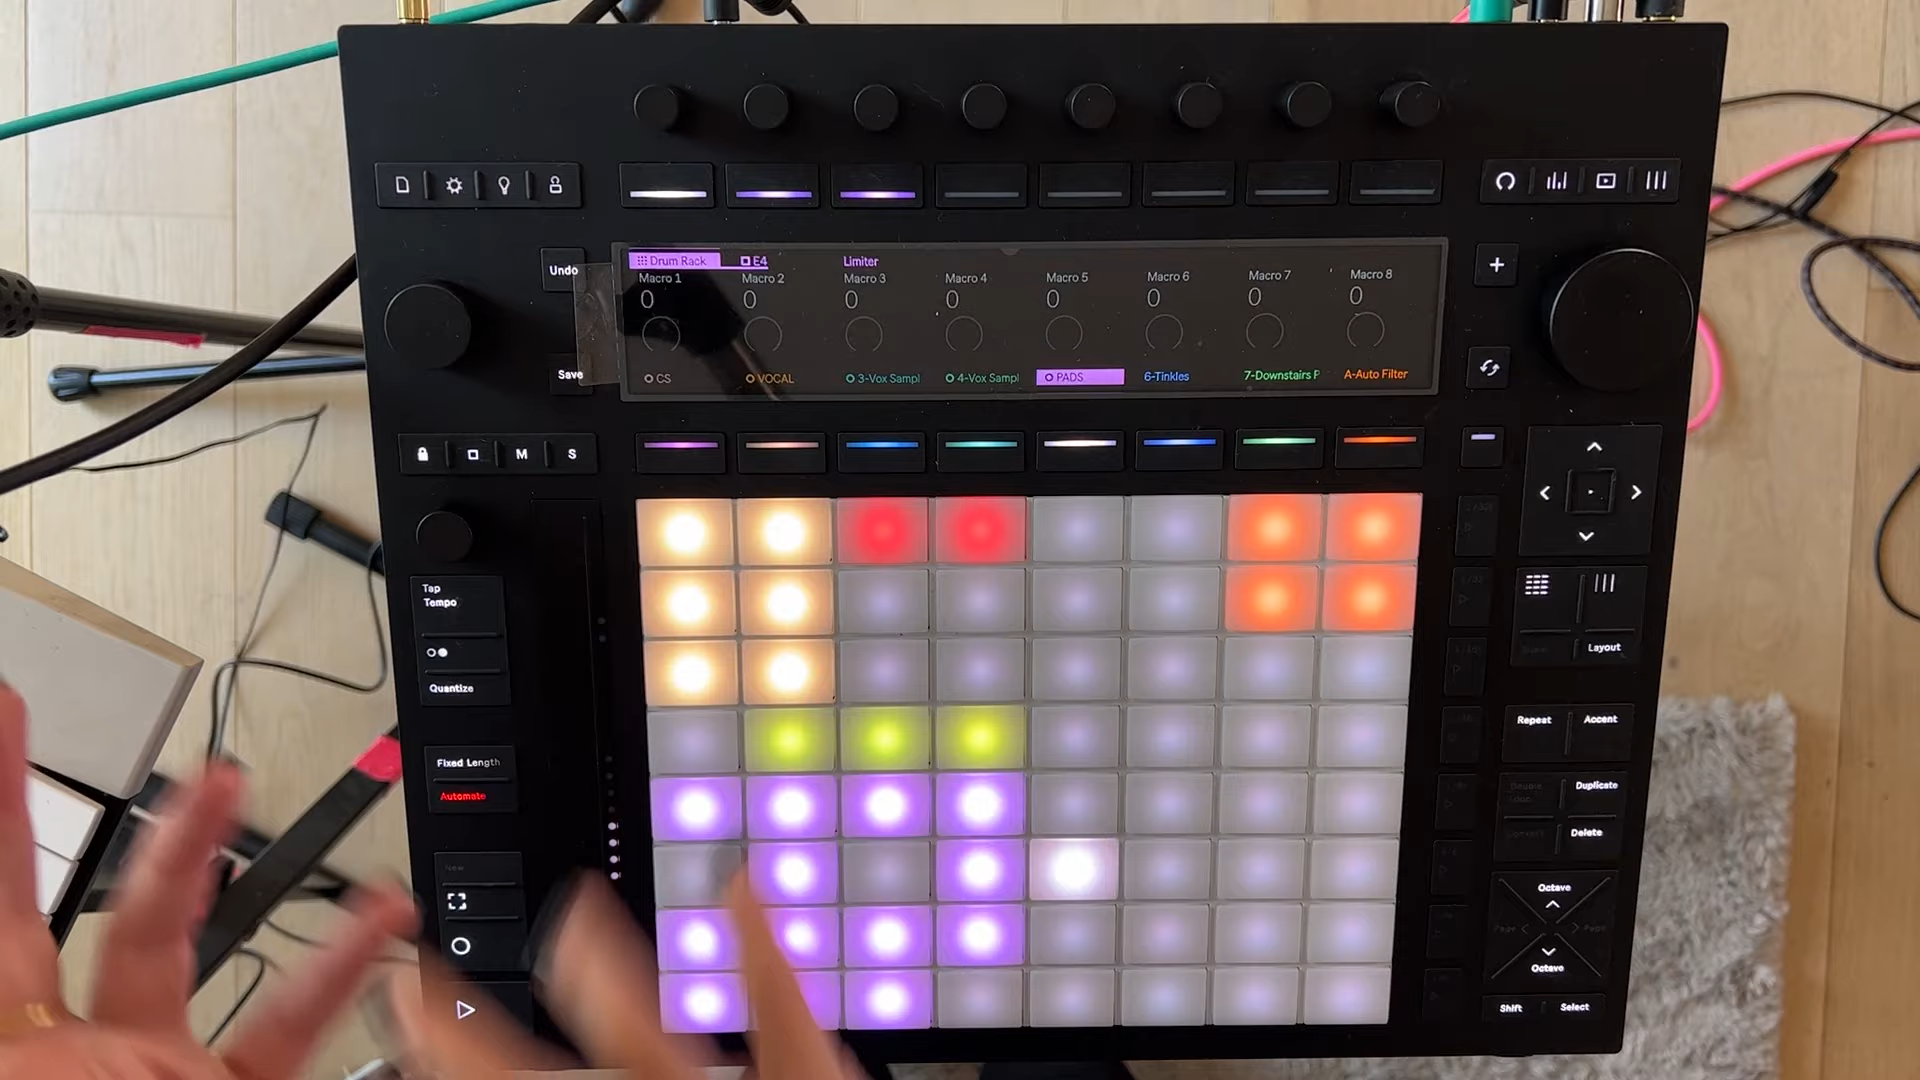 Undo
Drum Rack E4 Limiter
Macro 1 Macro 2 Macro 3 Macro 4 Macro 5 Macro 6 Macro 7 Macro 8
0 0 0 0 0 0 0 0
Save
CS VOCAL 3-Vox Sampl 4-Vox Sampl PADS 6-Tinkles 7-Downstairs P A-Auto Filter
M S
Tap
Tempo
Quantize
Layout
Repeat Accent
Fixed Length
Automate
Duplicate
Delete
New
Octave
Page Page
Octave
Shift Select